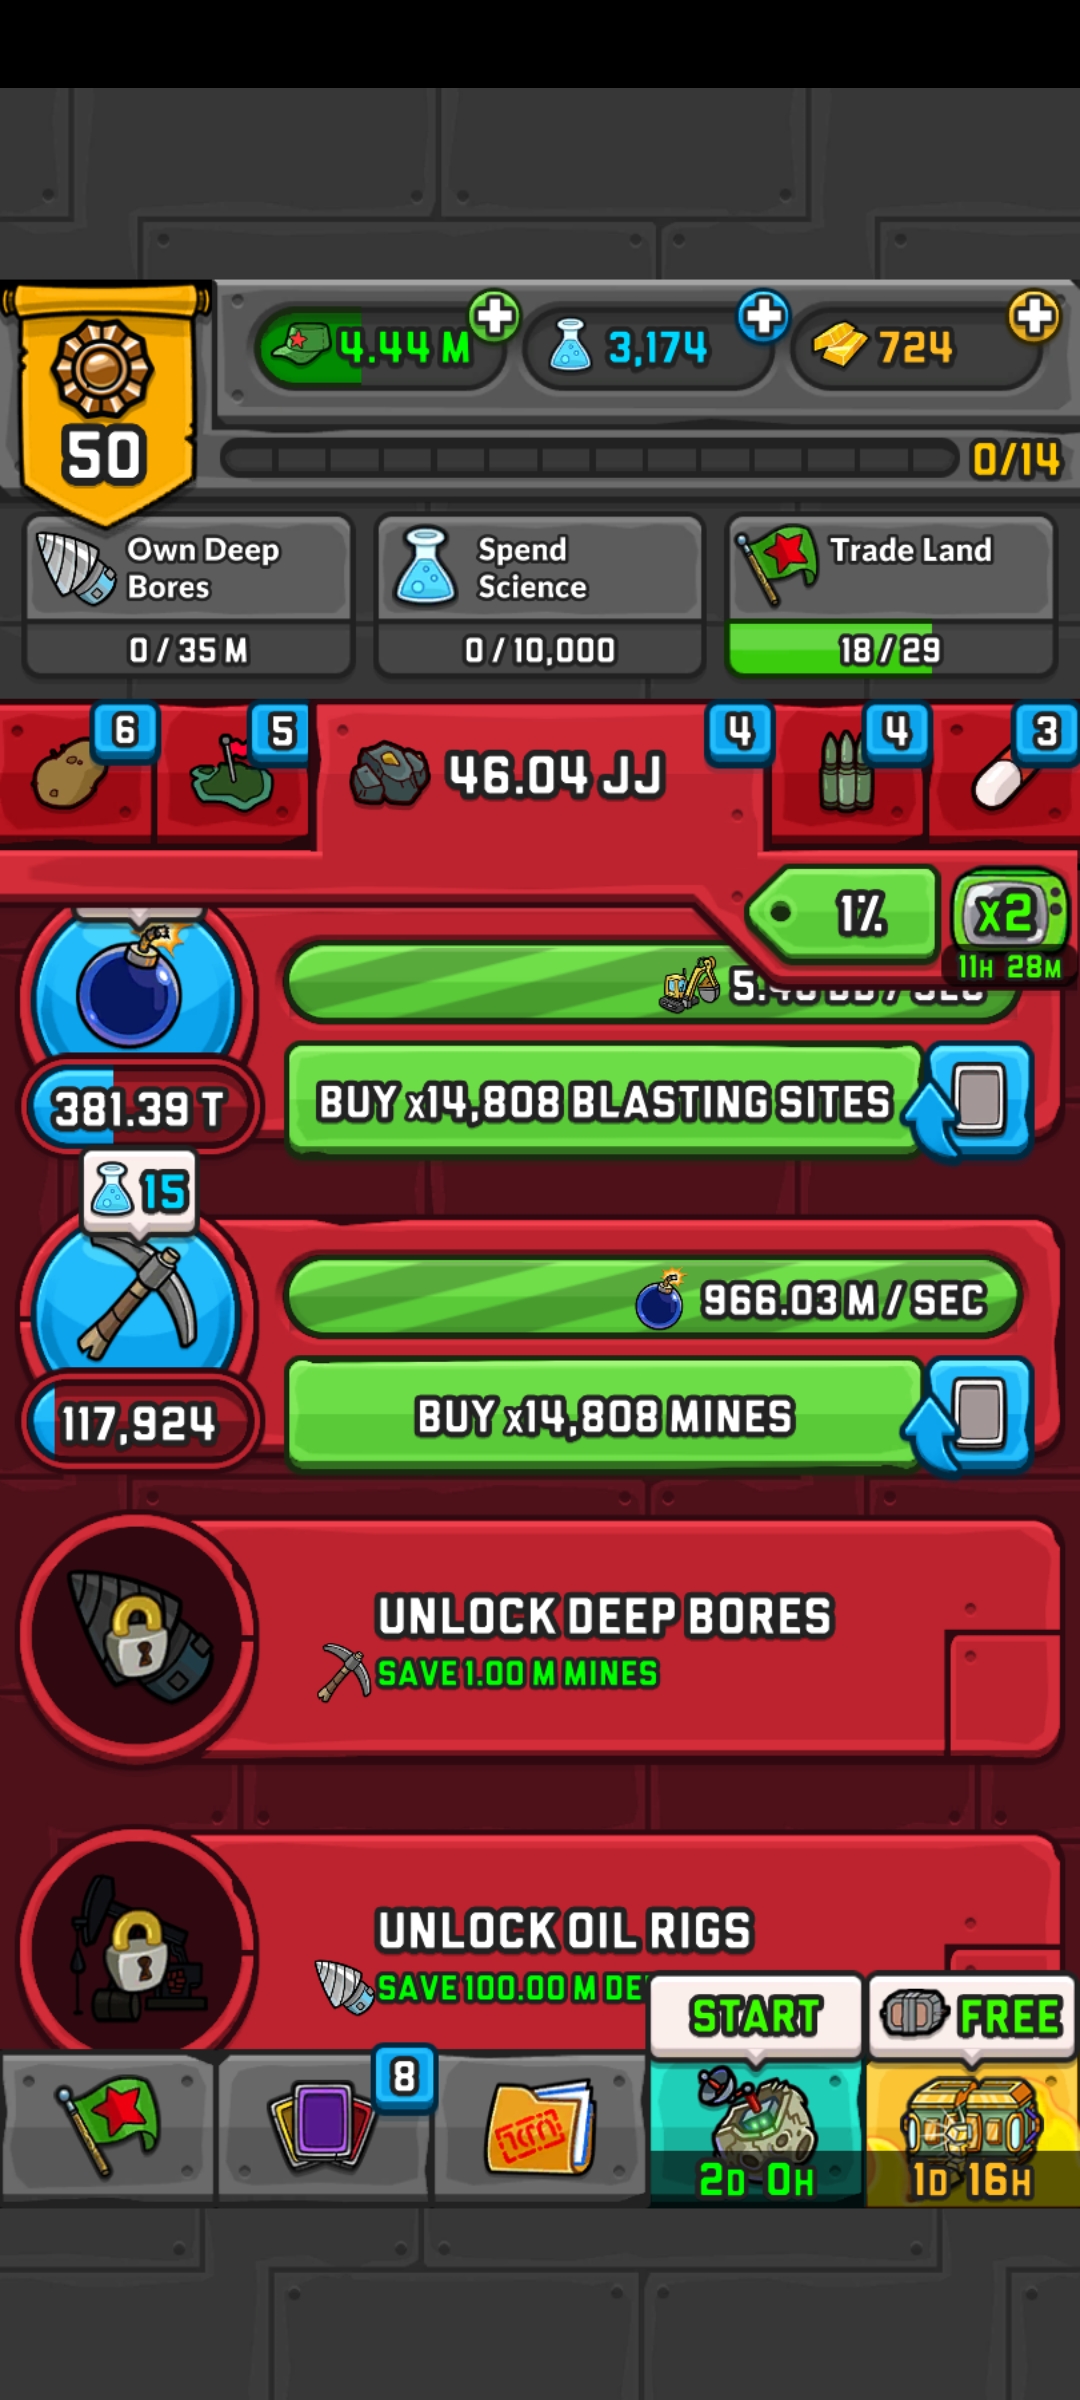 4.44 M
3,174
724
50
0/14
Own Deep
Bores
Spend
Science
Trade Land
0 / 35 M
0 / 10,000
18 / 29
6
5
46.04 JJ
4
4
3
1%
x2
11H 28M
381.39 T
BUY x14,808 BLASTING SITES
15
966.03 M / SEC
117,924
BUY x14,808 MINES
UNLOCK DEEP BORES
SAVE 1.00 M MINES
UNLOCK OIL RIGS
SAVE 100.00 M DE
START
FREE
8
2D 0H
1D 16H